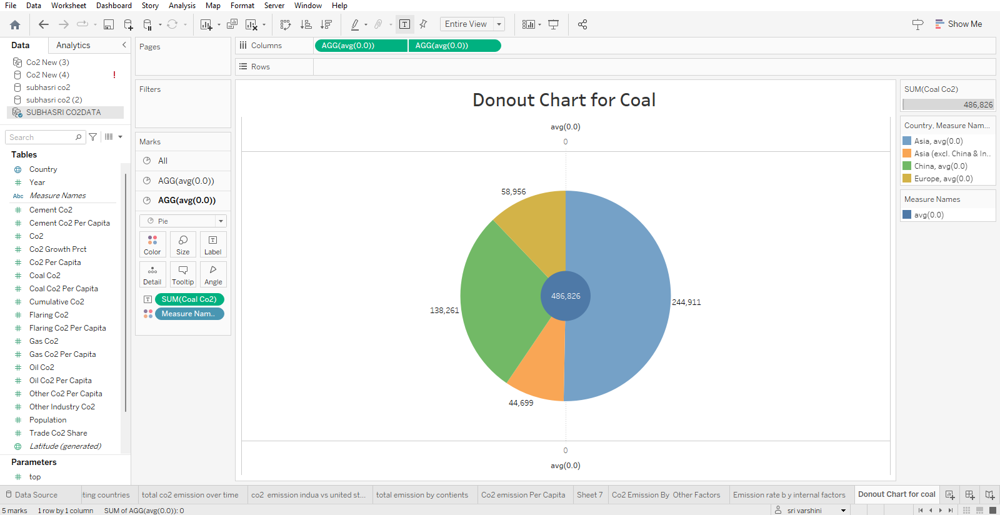 File Data Worksheet Dashboard Story Analysis Map Format Server Window Help
Entire View
Show Me
Data Analytics
Co2 New (3)
Co2 New (4)
!
subhasri co2
subhasri co2 (2)
SUBHASRI CO2DATA
Search
Tables
Country
Year
Abc Measure Names
Cement Co2
Cement Co2 Per Capita
Co2
Co2 Growth Prct
Co2 Per Capita
Coal Co2
Coal Co2 Per Capita
Cumulative Co2
Flaring Co2
Flaring Co2 Per Capita
Gas Co2
Gas Co2 Per Capita
Oil Co2
Oil Co2 Per Capita
Other Co2 Per Capita
Other Industry Co2
Population
Trade Co2 Share
Latitude (generated)
Parameters
top
Pages
Filters
Marks
All
AGG(avg(0.0))
AGG(avg(0.0))
Pie
Color Size Label
Detail Tooltip Angle
SUM(Coal Co2)
Measure Nam..
Columns AGG(avg(0.0)) AGG(avg(0.0))
Rows
Donout Chart for Coal
avg(0.0)
0
58,956
486,826
244,911
138,261
44,699
0
avg(0.0)
SUM(Coal Co2)
486,826
Country, Measure Nam...
Asia, avg(0.0)
Asia (excl. China & In..
China, avg(0.0)
Europe, avg(0.0)
Measure Names
avg(0.0)
Data Source ting countries total co2 emission over time co2 emission indua vs united st... total emission by contients Co2 emission Per Capita Sheet 7 Co2 Emission By Other Factors Emission rate b y internal factors Donout Chart for coal
5 marks 1 row by 1 column SUM of AGG(avg(0.0)): 0 sri varshini